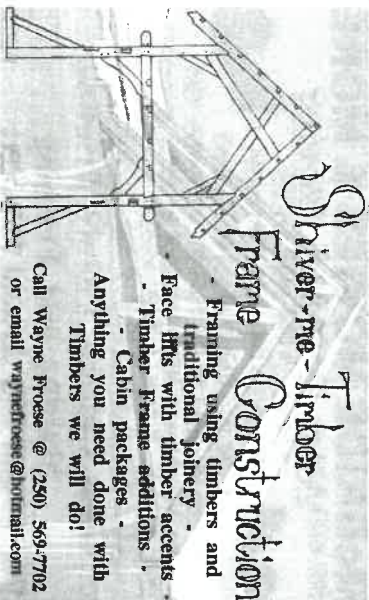 Shiver-me-Timber
Frame Construction
- Framing using timbers and
traditional joinery -
Face lifts with timber accents -
- Timber Frame additions -
- Cabin packages -
Anything you need done with
Timbers we will do!
Call Wayne Froese @ (250) 569-7702
or email waynefroese@hotmail.com